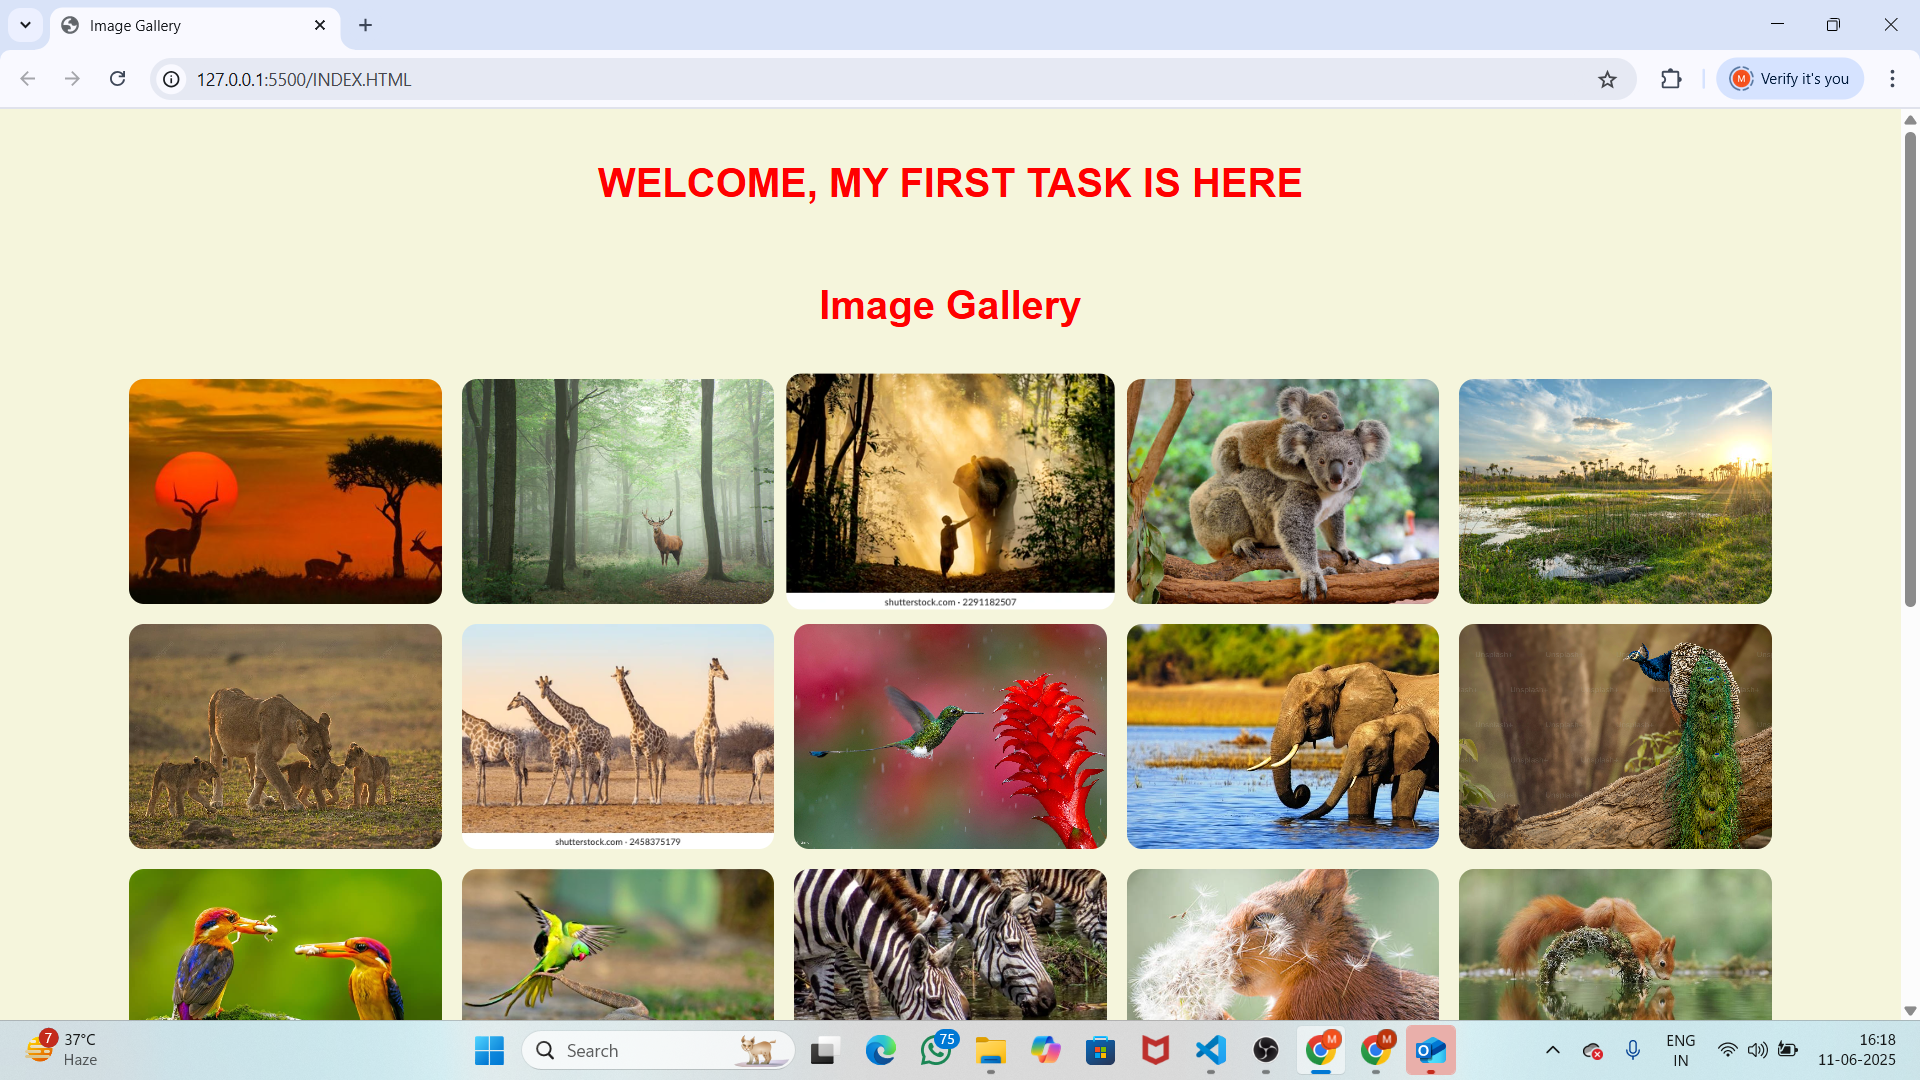 Image Gallery
127.0.0.1:5500/INDEX.HTML
M
Verify it's you
WELCOME, MY FIRST TASK IS HERE
Image Gallery
shutterstock.com · 2291182507
shutterstock.com · 2458375179
7
37°C
Haze
Search
75
M
M
ENG
IN
16:18
11-06-2025